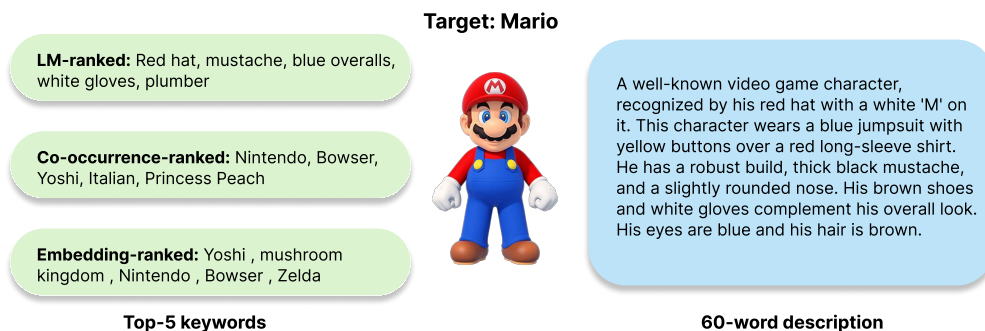 Target: Mario
LM-ranked: Red hat, mustache, blue overalls,
white gloves, plumber
Co-occurrence-ranked: Nintendo, Bowser,
Yoshi, Italian, Princess Peach
Embedding-ranked: Yoshi , mushroom
kingdom , Nintendo , Bowser , Zelda
Top-5 keywords
M
A well-known video game character,
recognized by his red hat with a white 'M' on
it. This character wears a blue jumpsuit with
yellow buttons over a red long-sleeve shirt.
He has a robust build, thick black mustache,
and a slightly rounded nose. His brown shoes
and white gloves complement his overall look.
His eyes are blue and his hair is brown.
60-word description